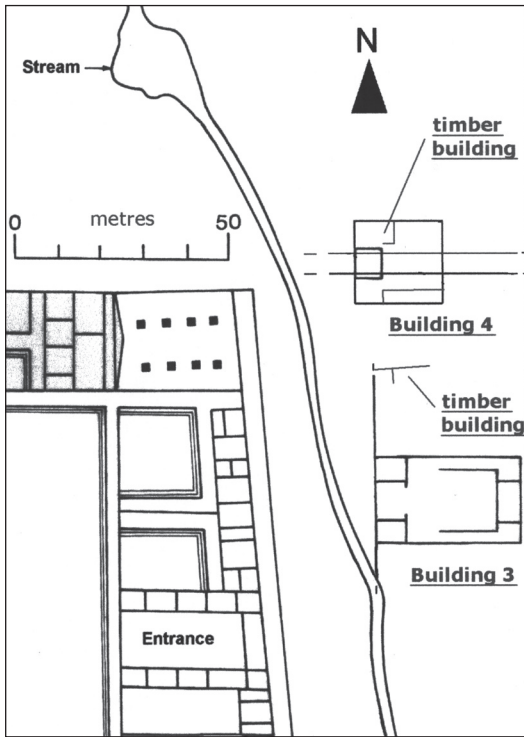 Stream
N
timber
building
0 metres 50
Building 4
timber
building
Building 3
Entrance